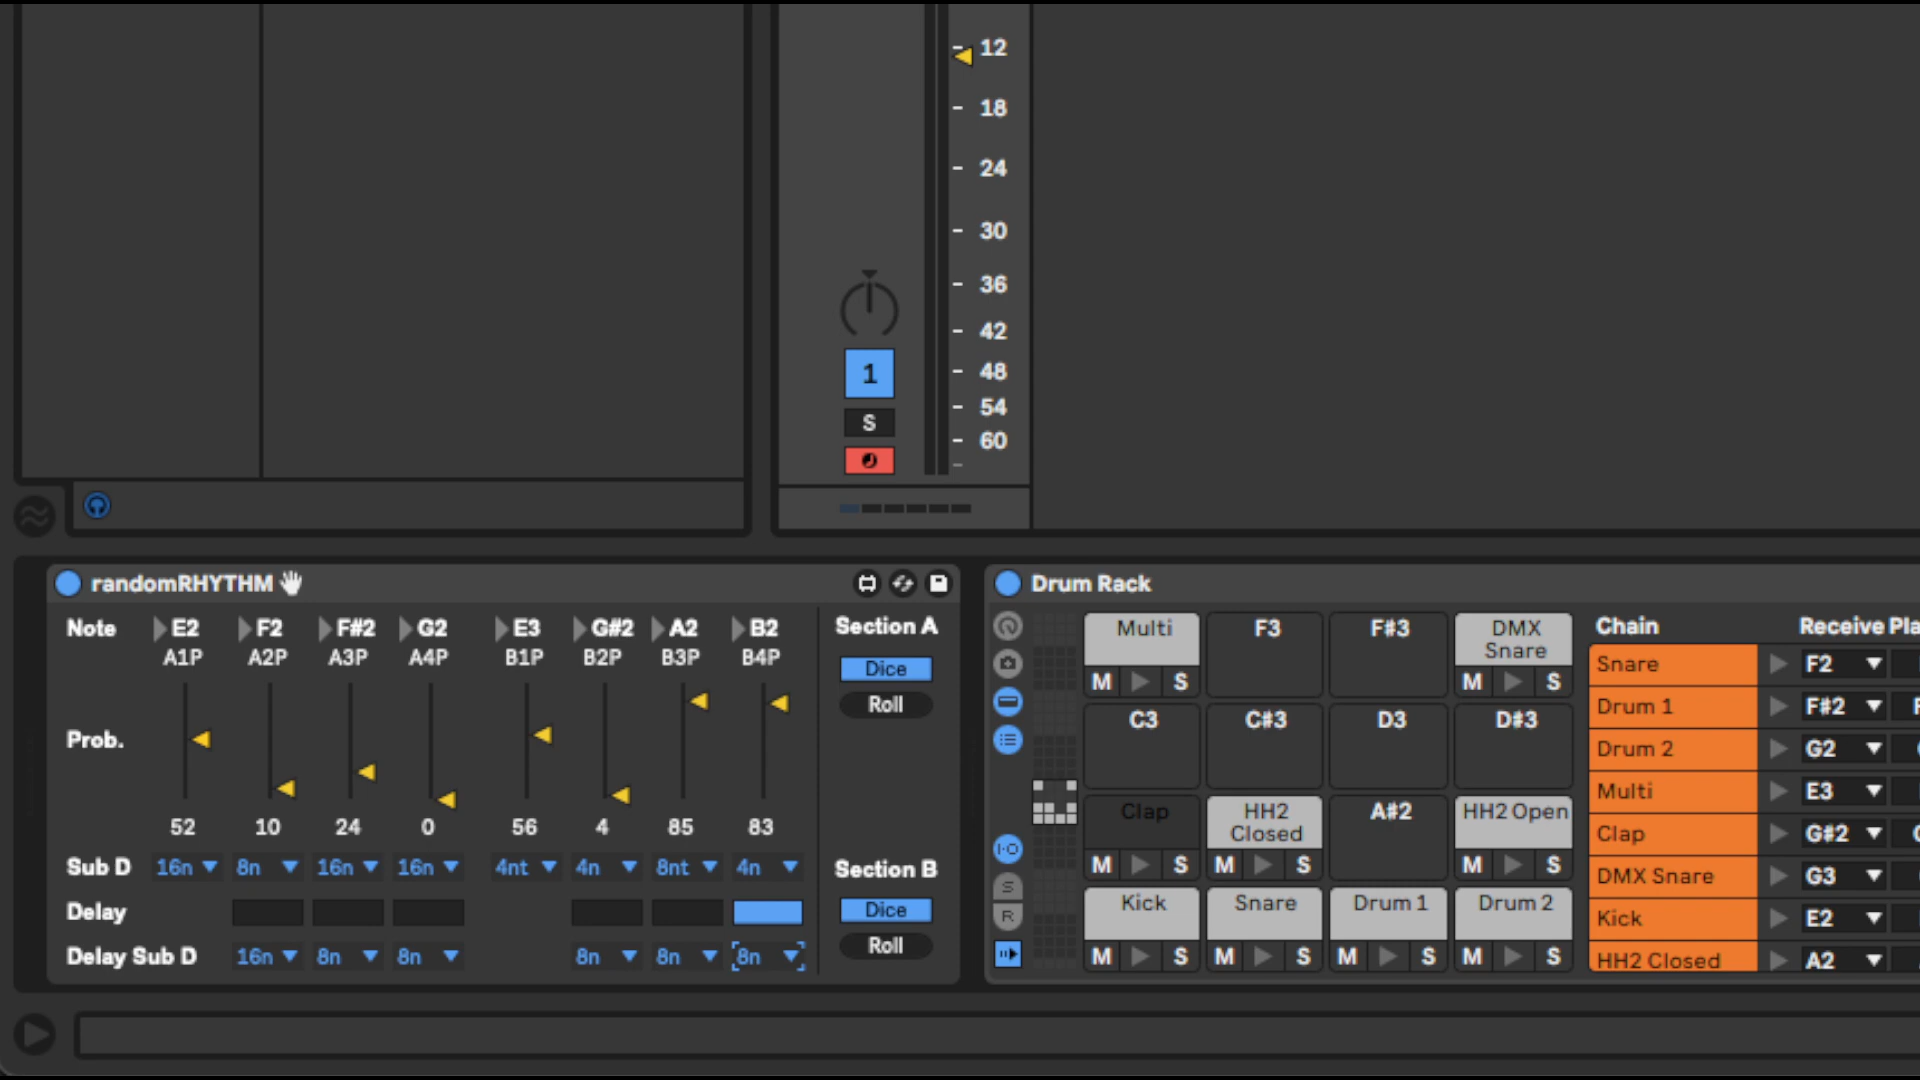 12
18
24
30
36
42
48
54
60
1
S
randomRHYTHM
Note E2 F2 F#2 G2 E3 G#2 A2 B2
A1P A2P A3P A4P B1P B2P B3P B4P
Prob.
52 10 24 0 56 4 85 83
Sub D 16n 8n 16n 16n 4nt 4n 8nt 4n
Delay
Delay Sub D 16n 8n 8n 8n 8n 8n
Section A
Dice
Roll
Section B
Dice
Roll
Drum Rack
Multi F3 F#3 DMX Snare
M S M S
C3 C#3 D3 D#3
Clap HH2 Closed A#2 HH2 Open
M S M S M S
Kick Snare Drum 1 Drum 2
M S M S M S M S
I-O
S
R
Chain Receive Pla
Snare F2
Drum 1 F#2
Drum 2 G2
Multi E3
Clap G#2
DMX Snare G3
Kick E2
HH2 Closed A2